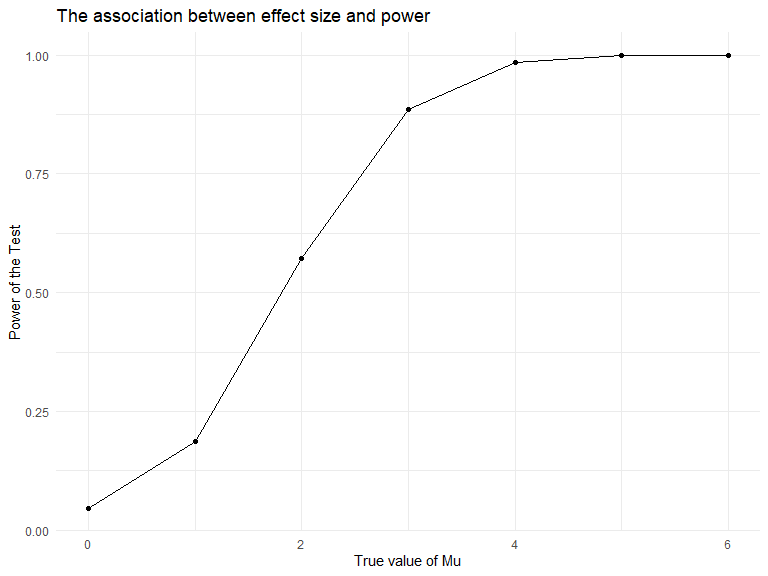 The association between effect size and power
Power of the Test
1.00
0.75
0.50
0.25
0.00
0 2 4 6
True value of Mu